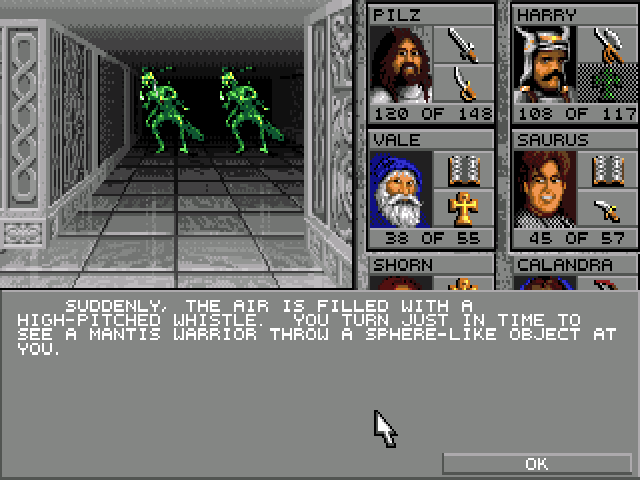 PILZ
HARRY
130 OF 148
108 OF 117
VALE
SAURUS
38 OF 55
45 OF 57
SHORN
CALANDRA
SUDDENLY, THE AIR IS FILLED WITH A
HIGH-PITCHED WHISTLE. YOU TURN JUST IN TIME TO
SEE A MANTIS WARRIOR THROW A SPHERE-LIKE OBJECT AT
YOU.
OK